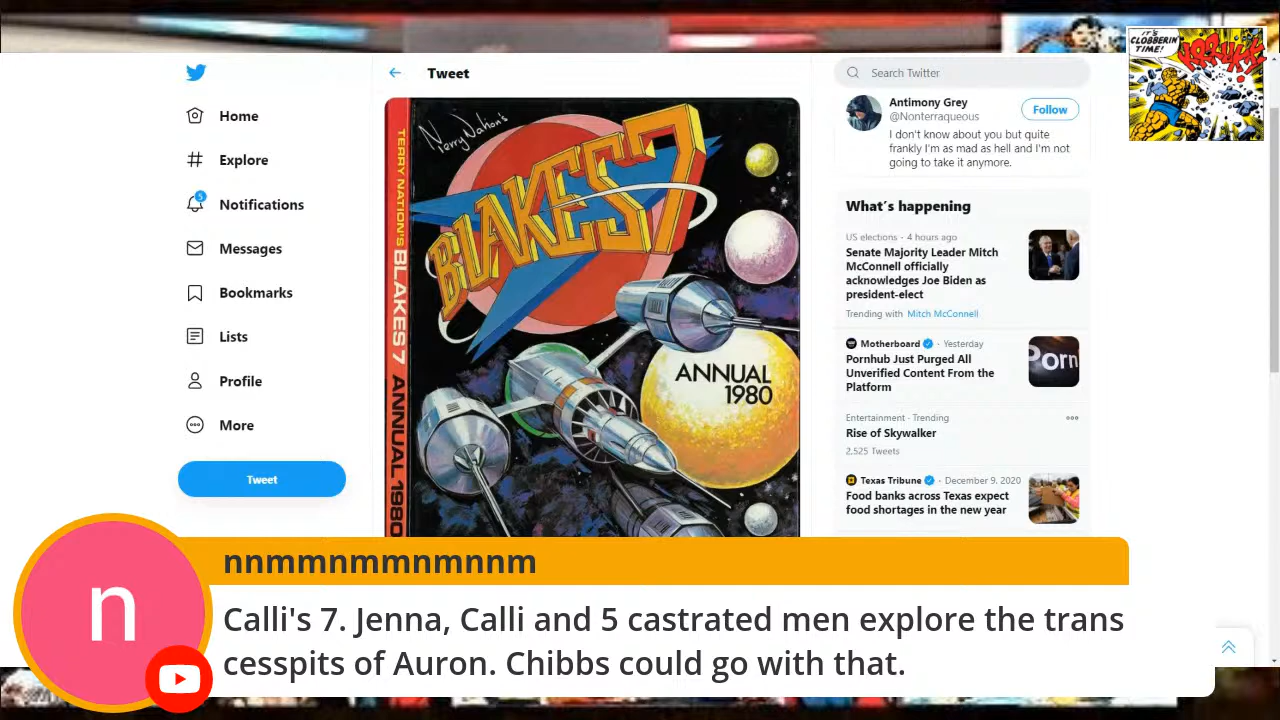 IT'S
CLOBBERIN'
TIME!
Home
Explore
5
Notifications
Messages
Bookmarks
Lists
Profile
More
Tweet
Tweet
TERRY NATION'S BLAKES 7 ANNUAL 1980
Terry Nation's
BLAKES 7
ANNUAL
1980
Search Twitter
Antimony Grey
@Nonterraqueous
Follow
I don't know about you but quite
frankly I'm as mad as hell and I'm not
going to take it anymore.
What's happening
US elections · 4 hours ago
Senate Majority Leader Mitch
McConnell officially
acknowledges Joe Biden as
president-elect
Trending with Mitch McConnell
Motherboard · Yesterday
Pornhub Just Purged All
Unverified Content From the
Platform
Porn
Entertainment · Trending
Rise of Skywalker
2,525 Tweets
Texas Tribune · December 9, 2020
Food banks across Texas expect
food shortages in the new year
n
nnmmnmmnmnnm
Calli's 7. Jenna, Calli and 5 castrated men explore the trans
cesspits of Auron. Chibbs could go with that.